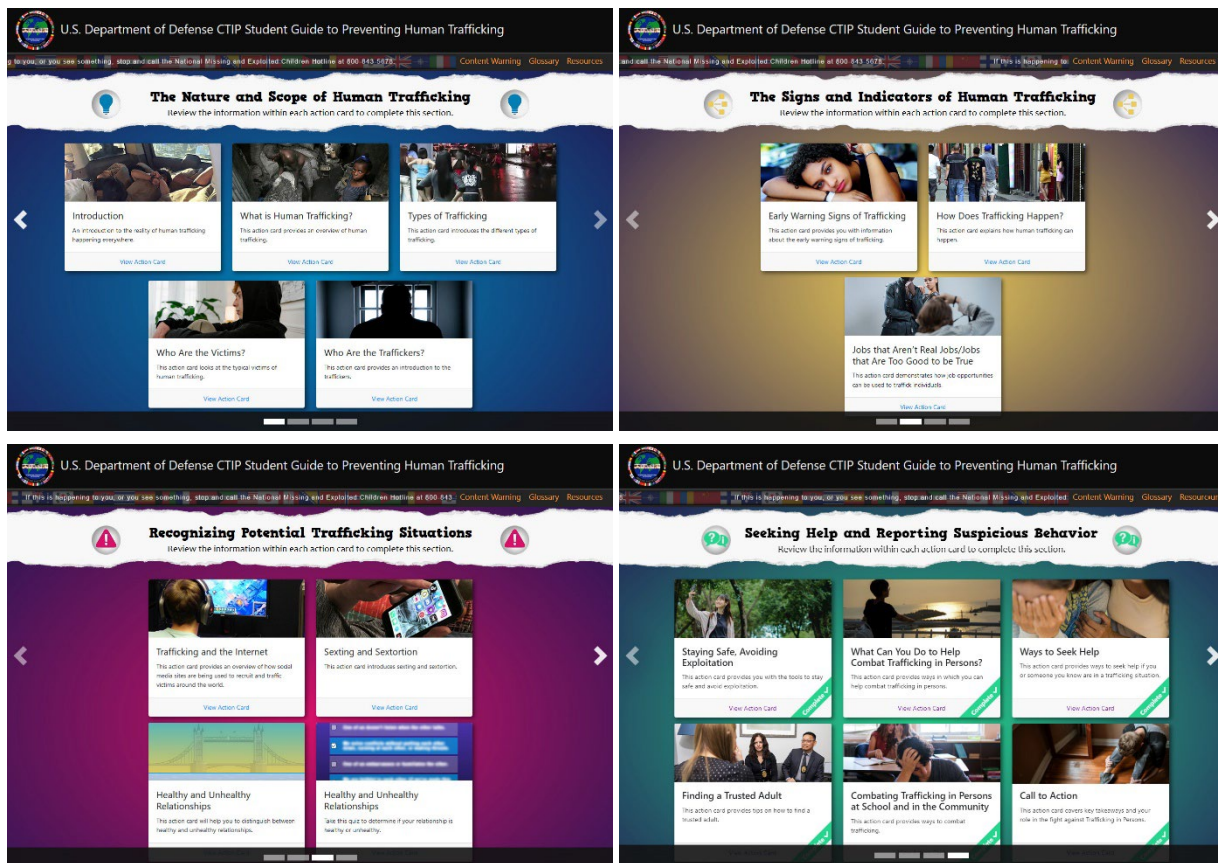 U.S. Department of Defense CTIP Student Guide to Preventing Human Trafficking
g to you, or you see something, stop and call the National Missing and Exploited Children Hotline at 800-843-5678. Content Warning Glossary Resources
The Nature and Scope of Human Trafficking
Review the information within each action card to complete this section.
Introduction
An introduction to the reality of human trafficking
happening everywhere.
View Action Card
What is Human Trafficking?
This action card provides an overview of human
trafficking.
View Action Card
Types of Trafficking
This action card introduces the different types of
trafficking.
View Action Card
Who Are the Victims?
This action card looks at the typical victims of
human trafficking.
View Action Card
Who Are the Traffickers?
This action card provides an introduction to the
traffickers.
View Action Card
U.S. Department of Defense CTIP Student Guide to Preventing Human Trafficking
and call the National Missing and Exploited Children Hotline at 800-843-5678. If this is happening to Content Warning Glossary Resources
The Signs and Indicators of Human Trafficking
Review the information within each action card to complete this section.
Early Warning Signs of Trafficking
This action card provides you with information
about the early warning signs of trafficking.
View Action Card
How Does Trafficking Happen?
This action card explains how human trafficking can
happen.
View Action Card
Jobs that Aren't Real Jobs/Jobs
that Are Too Good to be True
This action card demonstrates how job opportunities
can be used to traffick individuals.
View Action Card
U.S. Department of Defense CTIP Student Guide to Preventing Human Trafficking
If this is happening to you, or you see something, stop and call the National Missing and Exploited Children Hotline at 800-843 Content Warning Glossary Resources
Recognizing Potential Trafficking Situations
Review the information within each action card to complete this section.
Trafficking and the Internet
This action card provides an overview of how social
media sites are being used to recruit and traffic
victims around the world.
View Action Card
Sexting and Sextortion
This action card introduces sexting and sextortion.
View Action Card
Healthy and Unhealthy
Relationships
This action card will help you to distinguish between
healthy and unhealthy relationships.
Healthy and Unhealthy
Relationships
Take this quiz to determine if your relationship is
healthy or unhealthy.
U.S. Department of Defense CTIP Student Guide to Preventing Human Trafficking
If this is happening to you, or you see something, stop and call the National Missing and Exploited Content Warning Glossary Resources
Seeking Help and Reporting Suspicious Behavior
Review the information within each action card to complete this section.
Staying Safe, Avoiding
Exploitation
This action card provides you with the tools to stay
safe and avoid exploitation.
View Action Card
Complete
What Can You Do to Help
Combat Trafficking in Persons?
This action card provides ways in which you can
help combat trafficking in persons.
View Action Card
Complete
Ways to Seek Help
This action card provides ways to seek help if you
or someone you know are in a trafficking situation.
View Action Card
Complete
Finding a Trusted Adult
This action card provides tips on how to find a
trusted adult.
Combating Trafficking in Persons
at School and in the Community
This action card provides ways to combat
trafficking.
Call to Action
This action card covers key takeaways and your
role in the fight against Trafficking in Persons.